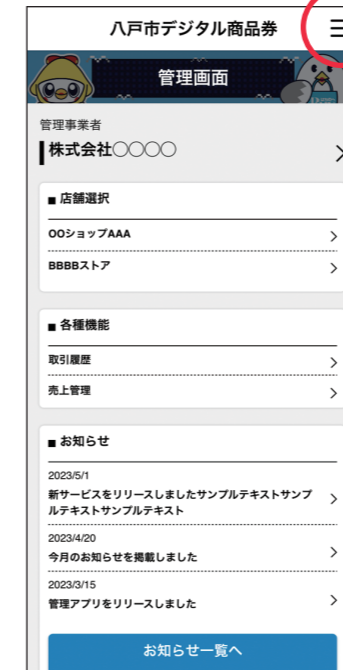 八戸市デジタル商品券
管理画面
管理事業者
株式会社○○○○
■ 店舗選択
OOショップAAA
BBBBストア
■ 各種機能
取引履歴
売上管理
■ お知らせ
2023/5/1
新サービスをリリースしましたサンプルテキストサンプ
ルテキストサンプルテキスト
2023/4/20
今月のお知らせを掲載しました
2023/3/15
管理アプリをリリースしました
お知らせ一覧へ